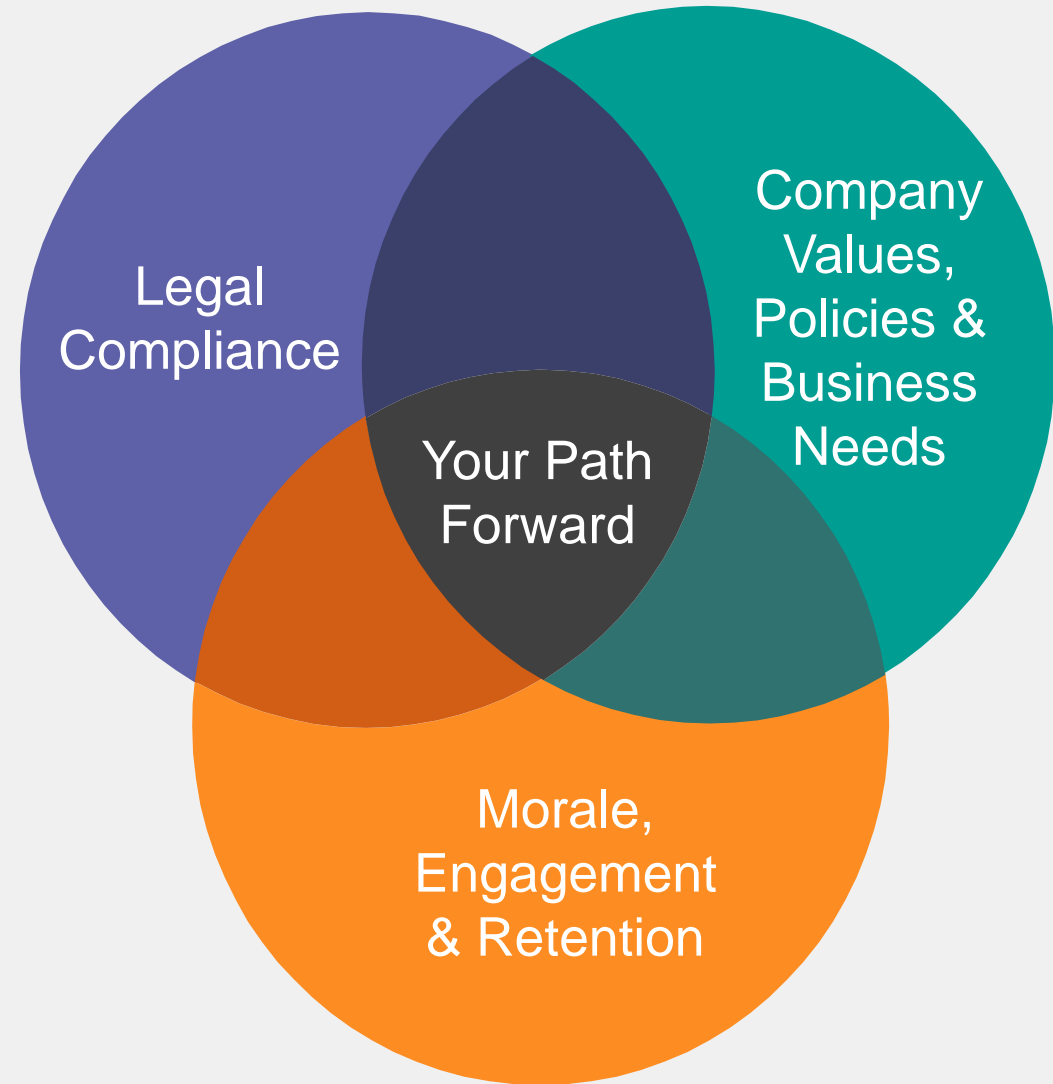 Legal
Compliance
Company
Values,
Policies &
Business
Needs
Your Path
Forward
Morale,
Engagement
& Retention